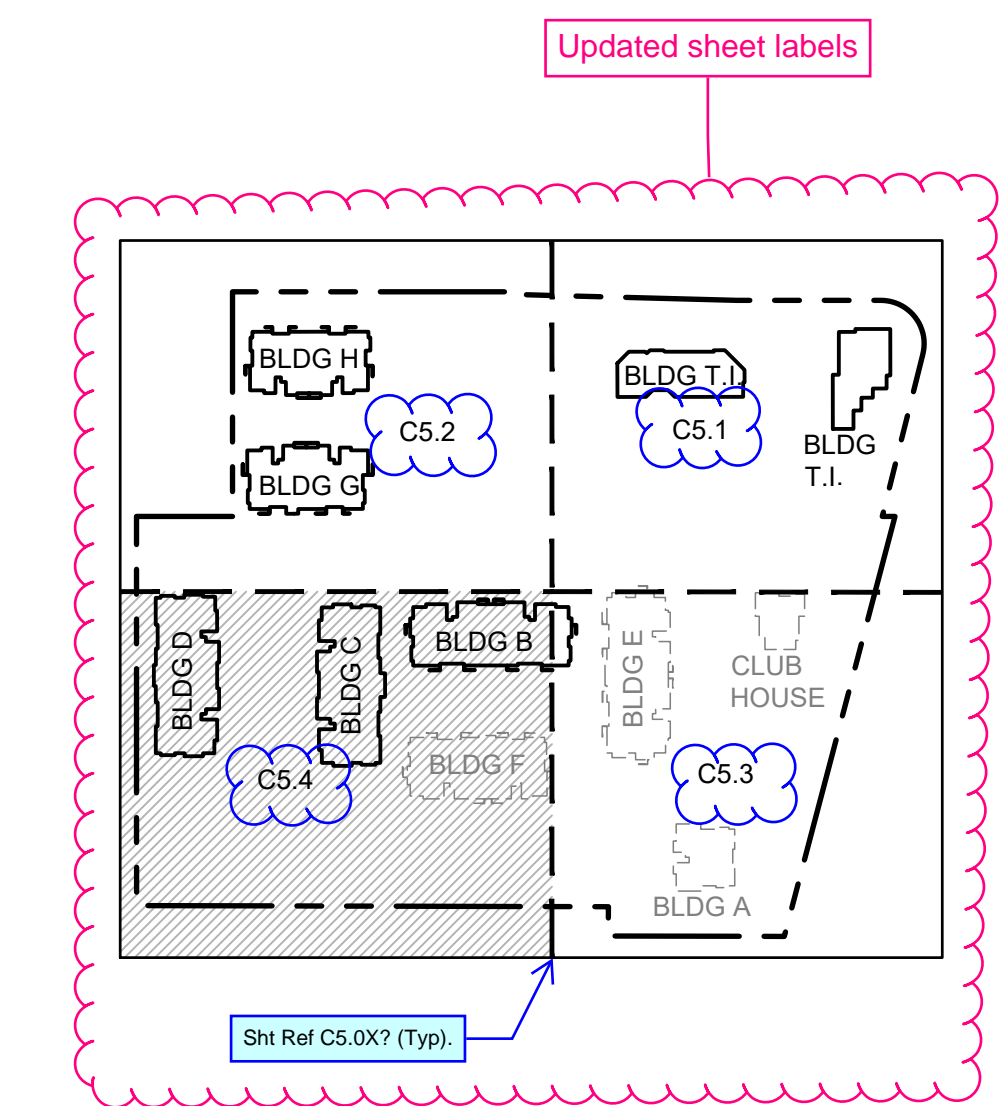 Updated sheet labels
BLDG H
BLDG T.I.
C5.2
C5.1
BLDG
T.I.
BLDG G
BLDG D
BLDG C
BLDG B
BLDG E
CLUB
HOUSE
BLDG F
C5.4
C5.3
BLDG A
Sht Ref C5.0X? (Typ).